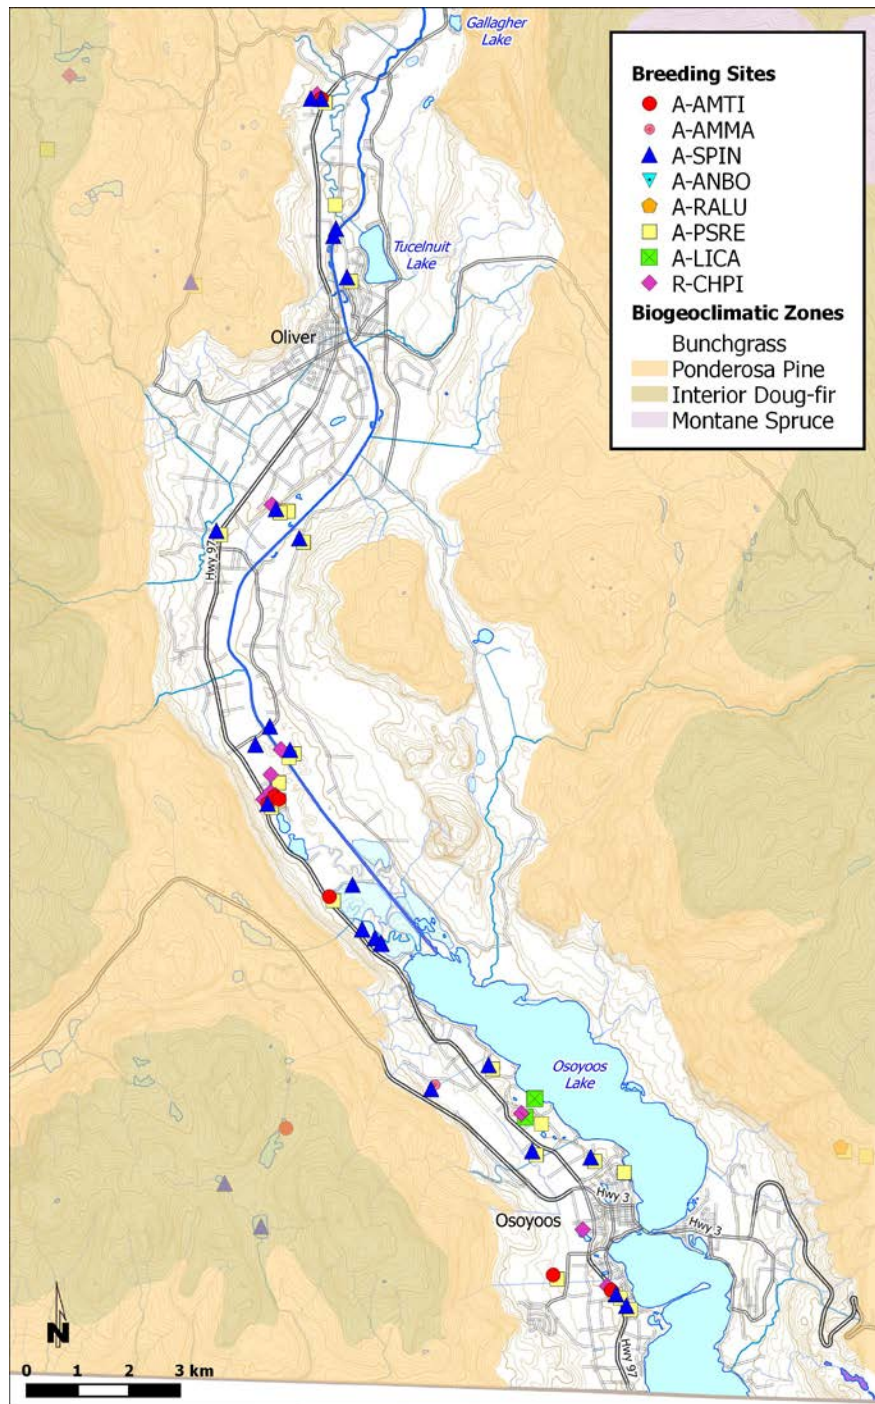 Gallagher
Lake
Breeding Sites
A-AMTI
A-AMMA
A-SPIN
A-ANBO
A-RALU
A-PSRE
A-LICA
R-CHPI
Biogeoclimatic Zones
Bunchgrass
Ponderosa Pine
Interior Doug-fir
Montane Spruce
Tucelnuit
Lake
Oliver
Hwy 97
Osoyoos
Lake
Hwy 3
Osoyoos
Hwy 3
Hwy 97
N
0 1 2 3 km